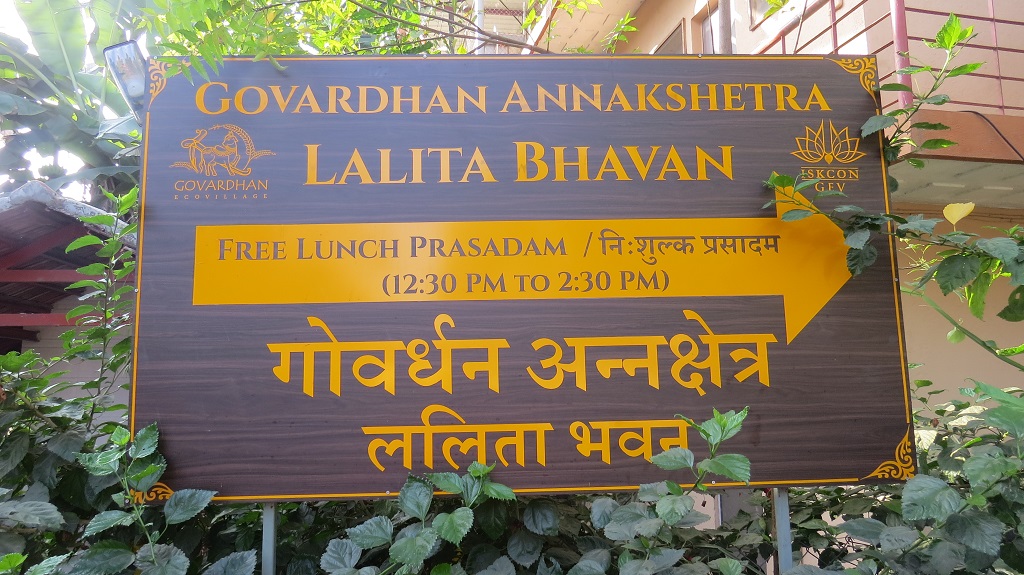 GOVARDHAN ANNAKSHETRA
LALITA BHAVAN
GOVARDHAN
ECOVILLAGE
ISKCON
GEV
FREE LUNCH PRASADAM / नि:शुल्क प्रसादम
(12:30 PM TO 2:30 PM)
गोवर्धन अन्नक्षेत्र
ललिता भवन